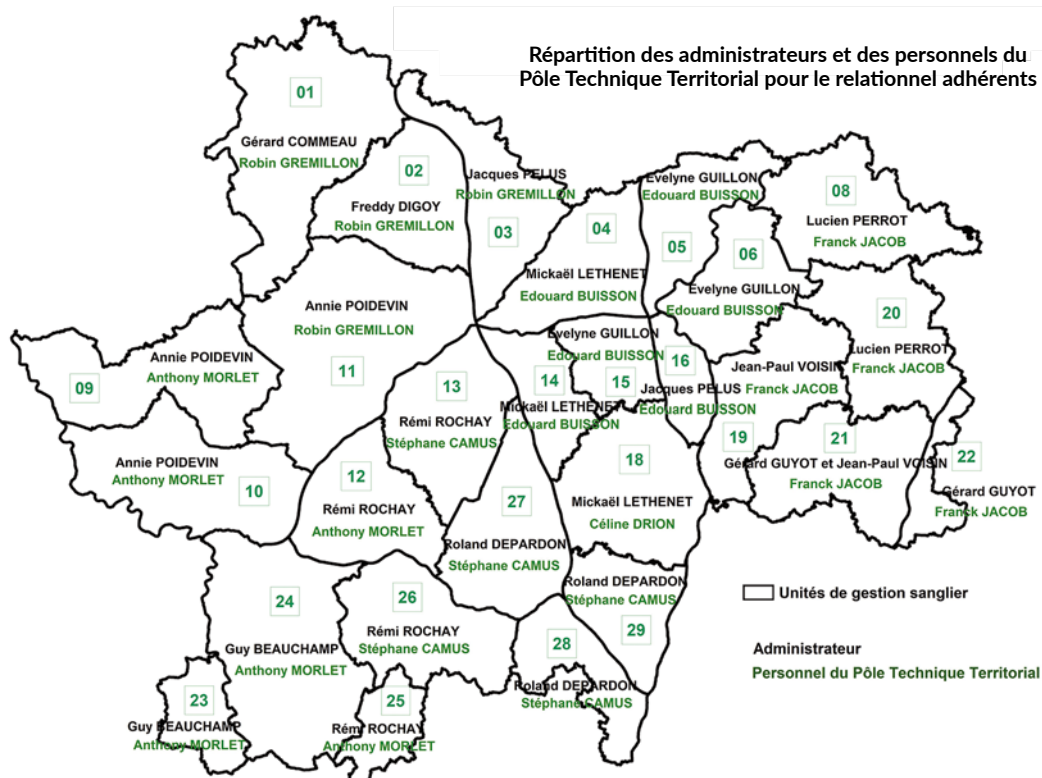 Répartition des administrateurs et des personnels du
Pôle Technique Territorial pour le relationnel adhérents
01
Gérard COMMEAU
Robin GREMILLON
02
Freddy DIGOY
Robin GREMILLON
Jacques PELUS
Robin GREMILLON
03
04
Mickaël LETHENET
Edouard BUISSON
Evelyne GUILLON
Edouard BUISSON
05
06
Evelyne GUILLON
Edouard BUISSON
08
Lucien PERROT
Franck JACOB
Annie POIDEVIN
Robin GREMILLON
11
09
Annie POIDEVIN
Anthony MORLET
Annie POIDEVIN
Anthony MORLET
10
13
Rémi ROCHAY
Stéphane CAMUS
12
Rémi ROCHAY
Anthony MORLET
14
Mickaël LETHENET
Edouard BUISSON
Evelyne GUILLON
Edouard BUISSON
15
16
Jacques PELUS
Edouard BUISSON
Jean-Paul VOISIN
Franck JACOB
19
20
Lucien PERROT
Franck JACOB
21
Gérard GUYOT et Jean-Paul VOISIN
Franck JACOB
22
Gérard GUYOT
Franck JACOB
18
Mickaël LETHENET
Céline DRION
27
Roland DEPARDON
Stéphane CAMUS
Roland DEPARDON
Stéphane CAMUS
29
24
Guy BEAUCHAMP
Anthony MORLET
26
Rémi ROCHAY
Stéphane CAMUS
28
Roland DEPARDON
Stéphane CAMUS
23
Guy BEAUCHAMP
Anthony MORLET
25
Rémi ROCHAY
Anthony MORLET
Unités de gestion sanglier
Administrateur
Personnel du Pôle Technique Territorial